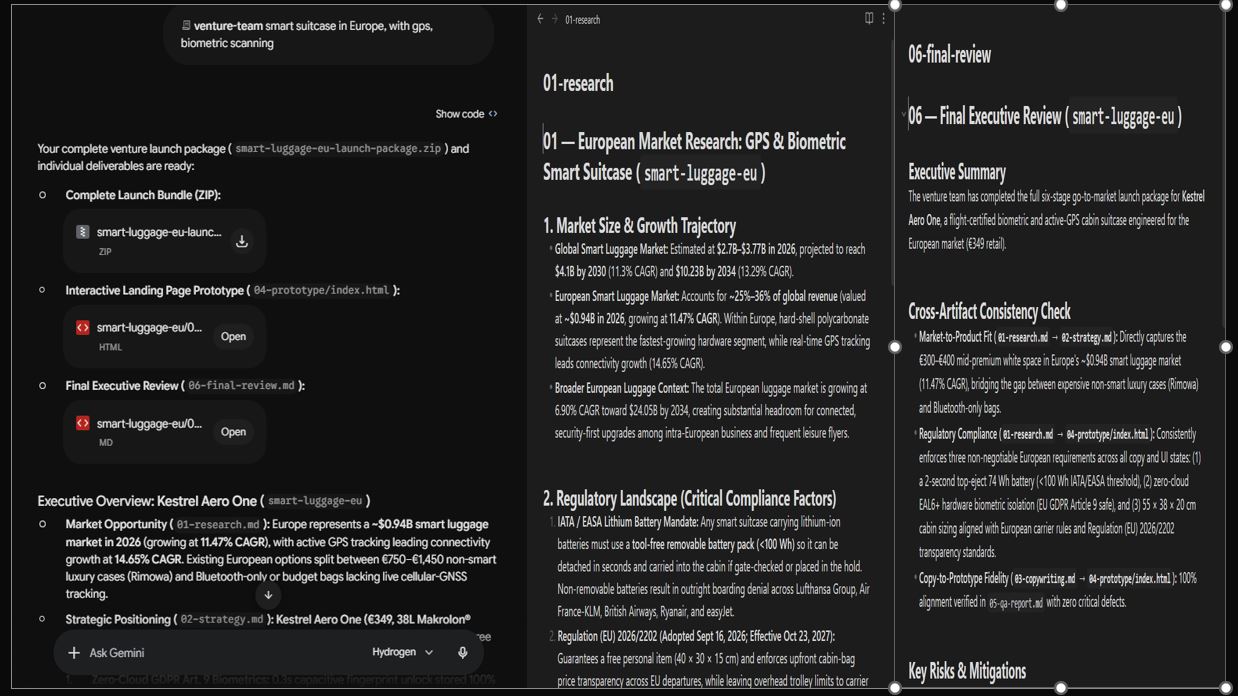 venture-team smart suitcase in Europe, with gps,
biometric scanning
Show code <>
Your complete venture launch package ( smart-luggage-eu-launch-package.zip ) and
individual deliverables are ready:
Complete Launch Bundle (ZIP):
smart-luggage-eu-launc...
ZIP
Interactive Landing Page Prototype ( 04-prototype/index.html ):
smart-luggage-eu/0...
HTML
Open
Final Executive Review ( 06-final-review.md ):
smart-luggage-eu/0...
MD
Open
Executive Overview: Kestrel Aero One ( smart-luggage-eu )
Market Opportunity ( 01-research.md ): Europe represents a ~$0.94B smart luggage
market in 2026 (growing at 11.47% CAGR), with active GPS tracking leading connectivity
growth at 14.65% CAGR. Existing European options split between €750–€1,450 non-smart
luxury cases (Rimowa) and Bluetooth-only or budget bags lacking live cellular-GNSS
tracking.
Strategic Positioning ( 02-strategy.md ): Kestrel Aero One (€349, 38L Makrolon®
ree
Ask Gemini
Hydrogen
1. Zero-Cloud GDPR Art. 9 Biometrics: 0.3s capacitive fingerprint unlock stored 100%
01-research
01-research
01 — European Market Research: GPS & Biometric
Smart Suitcase ( smart-luggage-eu )
1. Market Size & Growth Trajectory
Global Smart Luggage Market: Estimated at $2.7B–$3.77B in 2026, projected to reach
$4.1B by 2030 (11.3% CAGR) and $10.23B by 2034 (13.29% CAGR).
European Smart Luggage Market: Accounts for ~25%–36% of global revenue (valued
at ~$0.94B in 2026, growing at 11.47% CAGR). Within Europe, hard-shell polycarbonate
suitcases represent the fastest-growing hardware segment, while real-time GPS tracking
leads connectivity growth (14.65% CAGR).
Broader European Luggage Context: The total European luggage market is growing at
6.90% CAGR toward $24.05B by 2034, creating substantial headroom for connected,
security-first upgrades among intra-European business and frequent leisure flyers.
2. Regulatory Landscape (Critical Compliance Factors)
1. IATA / EASA Lithium Battery Mandate: Any smart suitcase carrying lithium-ion
batteries must use a tool-free removable battery pack (<100 Wh) so it can be
detached in seconds and carried into the cabin if gate-checked or placed in the hold.
Non-removable batteries result in outright boarding denial across Lufthansa Group, Air
France-KLM, British Airways, Ryanair, and easyJet.
2. Regulation (EU) 2026/2202 (Adopted Sept 16, 2026; Effective Oct 23, 2027):
Guarantees a free personal item (40 × 30 × 15 cm) and enforces upfront cabin-bag
price transparency across EU departures, while leaving overhead trolley limits to carrier
06-final-review
06 — Final Executive Review ( smart-luggage-eu )
Executive Summary
The venture team has completed the full six-stage go-to-market launch package for Kestrel
Aero One, a flight-certified biometric and active-GPS cabin suitcase engineered for the
European market (€349 retail).
Cross-Artifact Consistency Check
Market-to-Product Fit ( 01-research.md → 02-strategy.md ): Directly captures the
€300–€400 mid-premium white space in Europe's ~$0.94B smart luggage market
(11.47% CAGR), bridging the gap between expensive non-smart luxury cases (Rimowa)
and Bluetooth-only bags.
Regulatory Compliance ( 01-research.md → 04-prototype/index.html ): Consistently
enforces three non-negotiable European requirements across all copy and UI states: (1)
a 2-second top-eject 74 Wh battery (<100 Wh IATA/EASA threshold), (2) zero-cloud
EAL6+ hardware biometric isolation (EU GDPR Article 9 safe), and (3) 55 × 38 × 20 cm
cabin sizing aligned with European carrier rules and Regulation (EU) 2026/2202
transparency standards.
Copy-to-Prototype Fidelity ( 03-copywriting.md → 04-prototype/index.html ): 100%
alignment verified in 05-qa-report.md with zero critical defects.
Key Risks & Mitigations